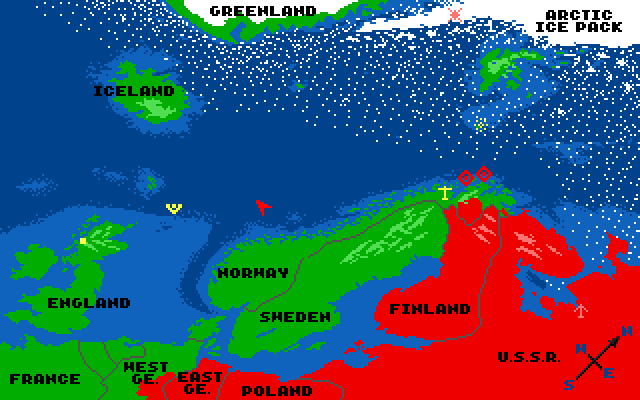 GREENLAND
ARCTIC
ICE PACK
ICELAND
NORWAY
ENGLAND
SWEDEN
FINLAND
U.S.S.R.
N
W
E
S
FRANCE
WEST
GE.
EAST
GE.
POLAND